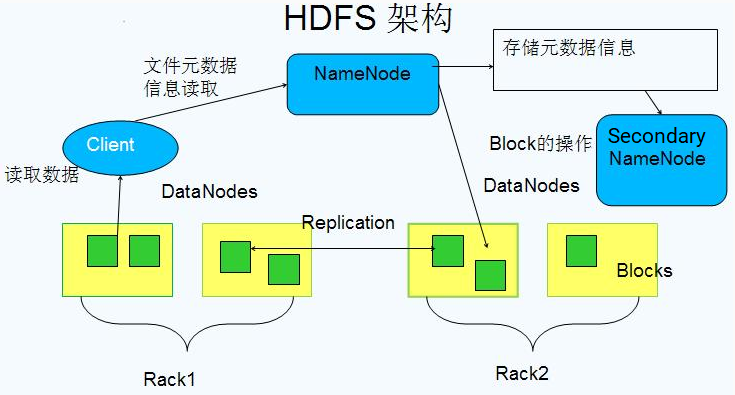 HDFS 架构
文件元数据
信息读取
NameNode
存储元数据信息
Client
Block的操作
Secondary
NameNode
读取数据
DataNodes
DataNodes
Replication
Blocks
Rack1
Rack2